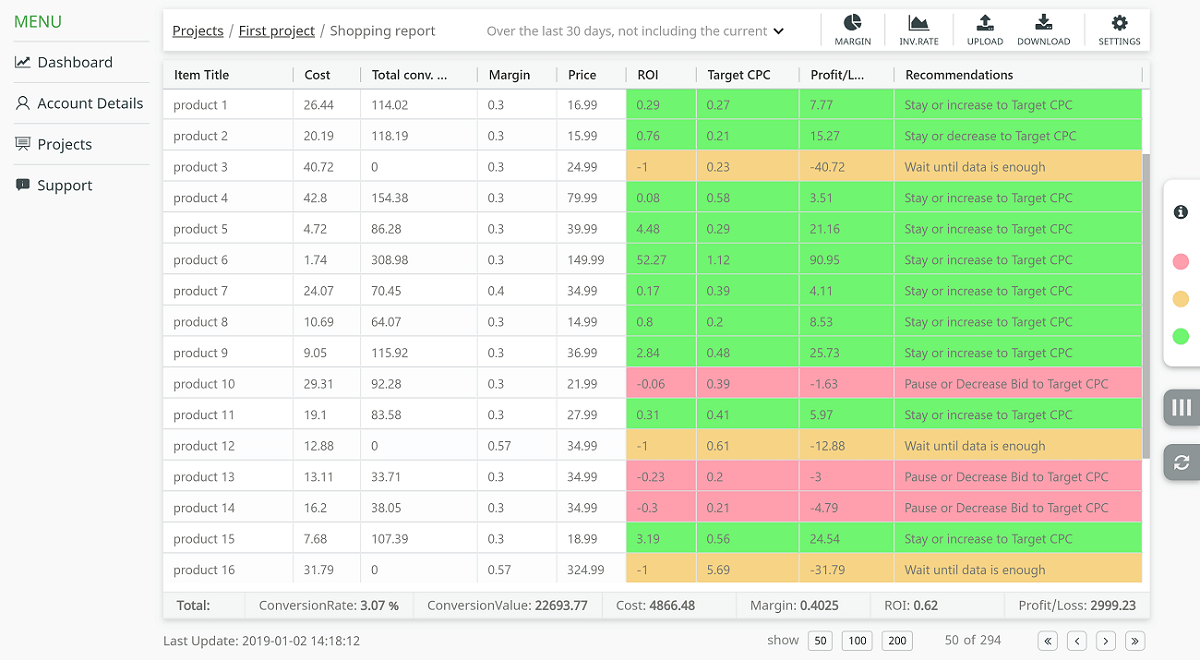 MENU
Dashboard
Account Details
Projects
Support
Projects / First project / Shopping report
Over the last 30 days, not including the current
MARGIN INV.RATE UPLOAD DOWNLOAD SETTINGS
Item Title Cost Total conv. ... Margin Price ROI Target CPC Profit/L... Recommendations
product 1 26.44 114.02 0.3 16.99 0.29 0.27 7.77 Stay or increase to Target CPC
product 2 20.19 118.19 0.3 15.99 0.76 0.21 15.27 Stay or decrease to Target CPC
product 3 40.72 0 0.3 24.99 -1 0.23 -40.72 Wait until data is enough
product 4 42.8 154.38 0.3 79.99 0.08 0.58 3.51 Stay or increase to Target CPC
product 5 4.72 86.28 0.3 39.99 4.48 0.29 21.16 Stay or increase to Target CPC
product 6 1.74 308.98 0.3 149.99 52.27 1.12 90.95 Stay or increase to Target CPC
product 7 24.07 70.45 0.4 34.99 0.17 0.39 4.11 Stay or increase to Target CPC
product 8 10.69 64.07 0.3 14.99 0.8 0.2 8.53 Stay or increase to Target CPC
product 9 9.05 115.92 0.3 36.99 2.84 0.48 25.73 Stay or increase to Target CPC
product 10 29.31 92.28 0.3 21.99 -0.06 0.39 -1.63 Pause or Decrease Bid to Target CPC
product 11 19.1 83.58 0.3 27.99 0.31 0.41 5.97 Stay or increase to Target CPC
product 12 12.88 0 0.57 34.99 -1 0.61 -12.88 Wait until data is enough
product 13 13.11 33.71 0.3 34.99 -0.23 0.2 -3 Pause or Decrease Bid to Target CPC
product 14 16.2 38.05 0.3 34.99 -0.3 0.21 -4.79 Pause or Decrease Bid to Target CPC
product 15 7.68 107.39 0.3 18.99 3.19 0.56 24.54 Stay or increase to Target CPC
product 16 31.79 0 0.57 324.99 -1 5.69 -31.79 Wait until data is enough
Total: ConversionRate: 3.07 % ConversionValue: 22693.77 Cost: 4866.48 Margin: 0.4025 ROI: 0.62 Profit/Loss: 2999.23
Last Update: 2019-01-02 14:18:12 show 50 100 200 50 of 294 « ‹ › »